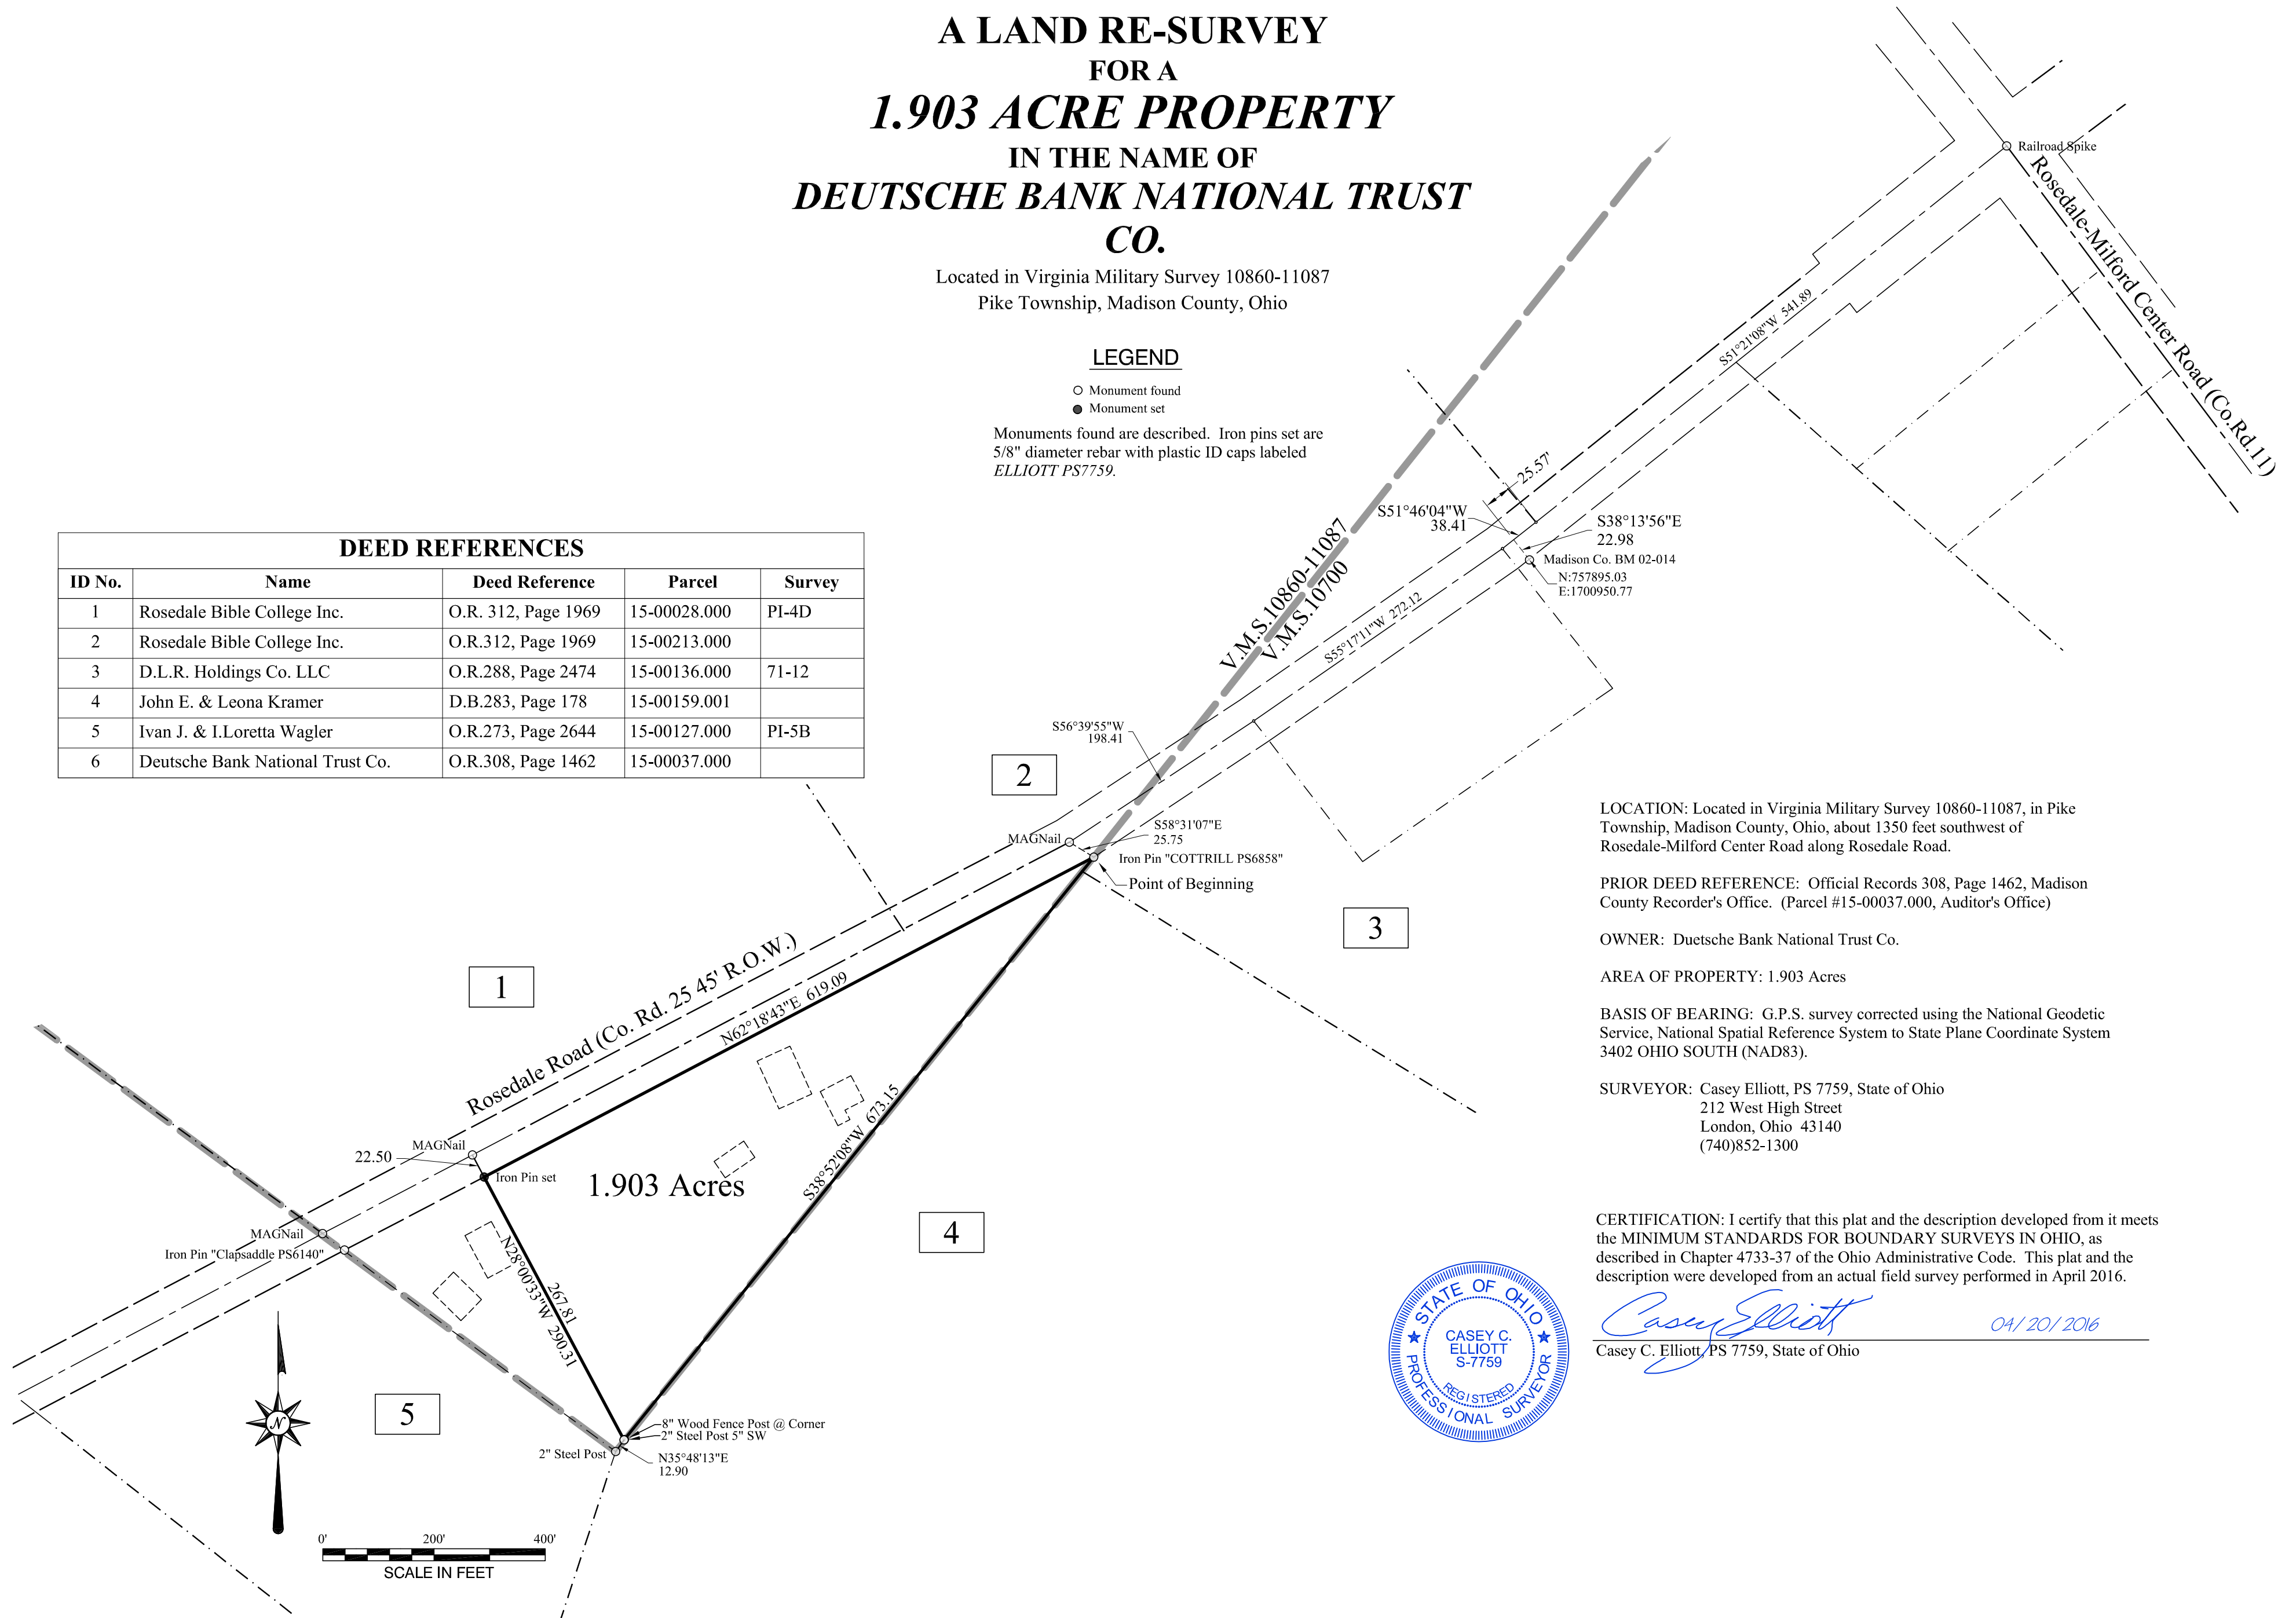 A LAND RE-SURVEY
FOR A
1.903 ACRE PROPERTY
IN THE NAME OF
DEUTSCHE BANK NATIONAL TRUST
CO.
Located in Virginia Military Survey 10860-11087
Pike Township, Madison County, Ohio
LEGEND
Monument found
Monument set
Monuments found are described. Iron pins set are
5/8" diameter rebar with plastic ID caps labeled
ELLIOTT PS7759.
DEED REFERENCES
ID No. Name Deed Reference Parcel Survey
1 Rosedale Bible College Inc. O.R. 312, Page 1969 15-00028.000 PI-4D
2 Rosedale Bible College Inc. O.R.312, Page 1969 15-00213.000
3 D.L.R. Holdings Co. LLC O.R.288, Page 2474 15-00136.000 71-12
4 John E. & Leona Kramer D.B.283, Page 178 15-00159.001
5 Ivan J. & I.Loretta Wagler O.R.273, Page 2644 15-00127.000 PI-5B
6 Deutsche Bank National Trust Co. O.R.308, Page 1462 15-00037.000
Railroad Spike
Rosedale-Milford Center Road (Co.Rd.11)
S51°21'08"W 541.89
25.57'
S51°46'04"W
38.41
S38°13'56"E
22.98
Madison Co. BM 02-014
N:757895.03
E:1700950.77
V.M.S.10860-11087
V.M.S.10700
S55°17'11"W 272.12
S56°39'55"W
198.41
2
MAGNail
S58°31'07"E
25.75
Iron Pin "COTTRILL PS6858"
Point of Beginning
3
1
Rosedale Road (Co. Rd. 25 45' R.O.W.)
N62°18'43"E 619.09
S38°52'08"W 673.15
MAGNail
22.50
Iron Pin set
1.903 Acres
4
MAGNail
Iron Pin "Clapsaddle PS6140"
267.81
N28°00'33"W 290.31
5
N
8" Wood Fence Post @ Corner
2" Steel Post 5" SW
2" Steel Post
N35°48'13"E
12.90
0' 200' 400'
SCALE IN FEET
LOCATION: Located in Virginia Military Survey 10860-11087, in Pike
Township, Madison County, Ohio, about 1350 feet southwest of
Rosedale-Milford Center Road along Rosedale Road.
PRIOR DEED REFERENCE: Official Records 308, Page 1462, Madison
County Recorder's Office. (Parcel #15-00037.000, Auditor's Office)
OWNER: Duetsche Bank National Trust Co.
AREA OF PROPERTY: 1.903 Acres
BASIS OF BEARING: G.P.S. survey corrected using the National Geodetic
Service, National Spatial Reference System to State Plane Coordinate System
3402 OHIO SOUTH (NAD83).
SURVEYOR: Casey Elliott, PS 7759, State of Ohio
212 West High Street
London, Ohio 43140
(740)852-1300
CERTIFICATION: I certify that this plat and the description developed from it meets
the MINIMUM STANDARDS FOR BOUNDARY SURVEYS IN OHIO, as
described in Chapter 4733-37 of the Ohio Administrative Code. This plat and the
description were developed from an actual field survey performed in April 2016.
Casey Elliott 04/20/2016
Casey C. Elliott, PS 7759, State of Ohio
STATE OF OHIO
CASEY C.
ELLIOTT
S-7759
REGISTERED
PROFESSIONAL SURVEYOR